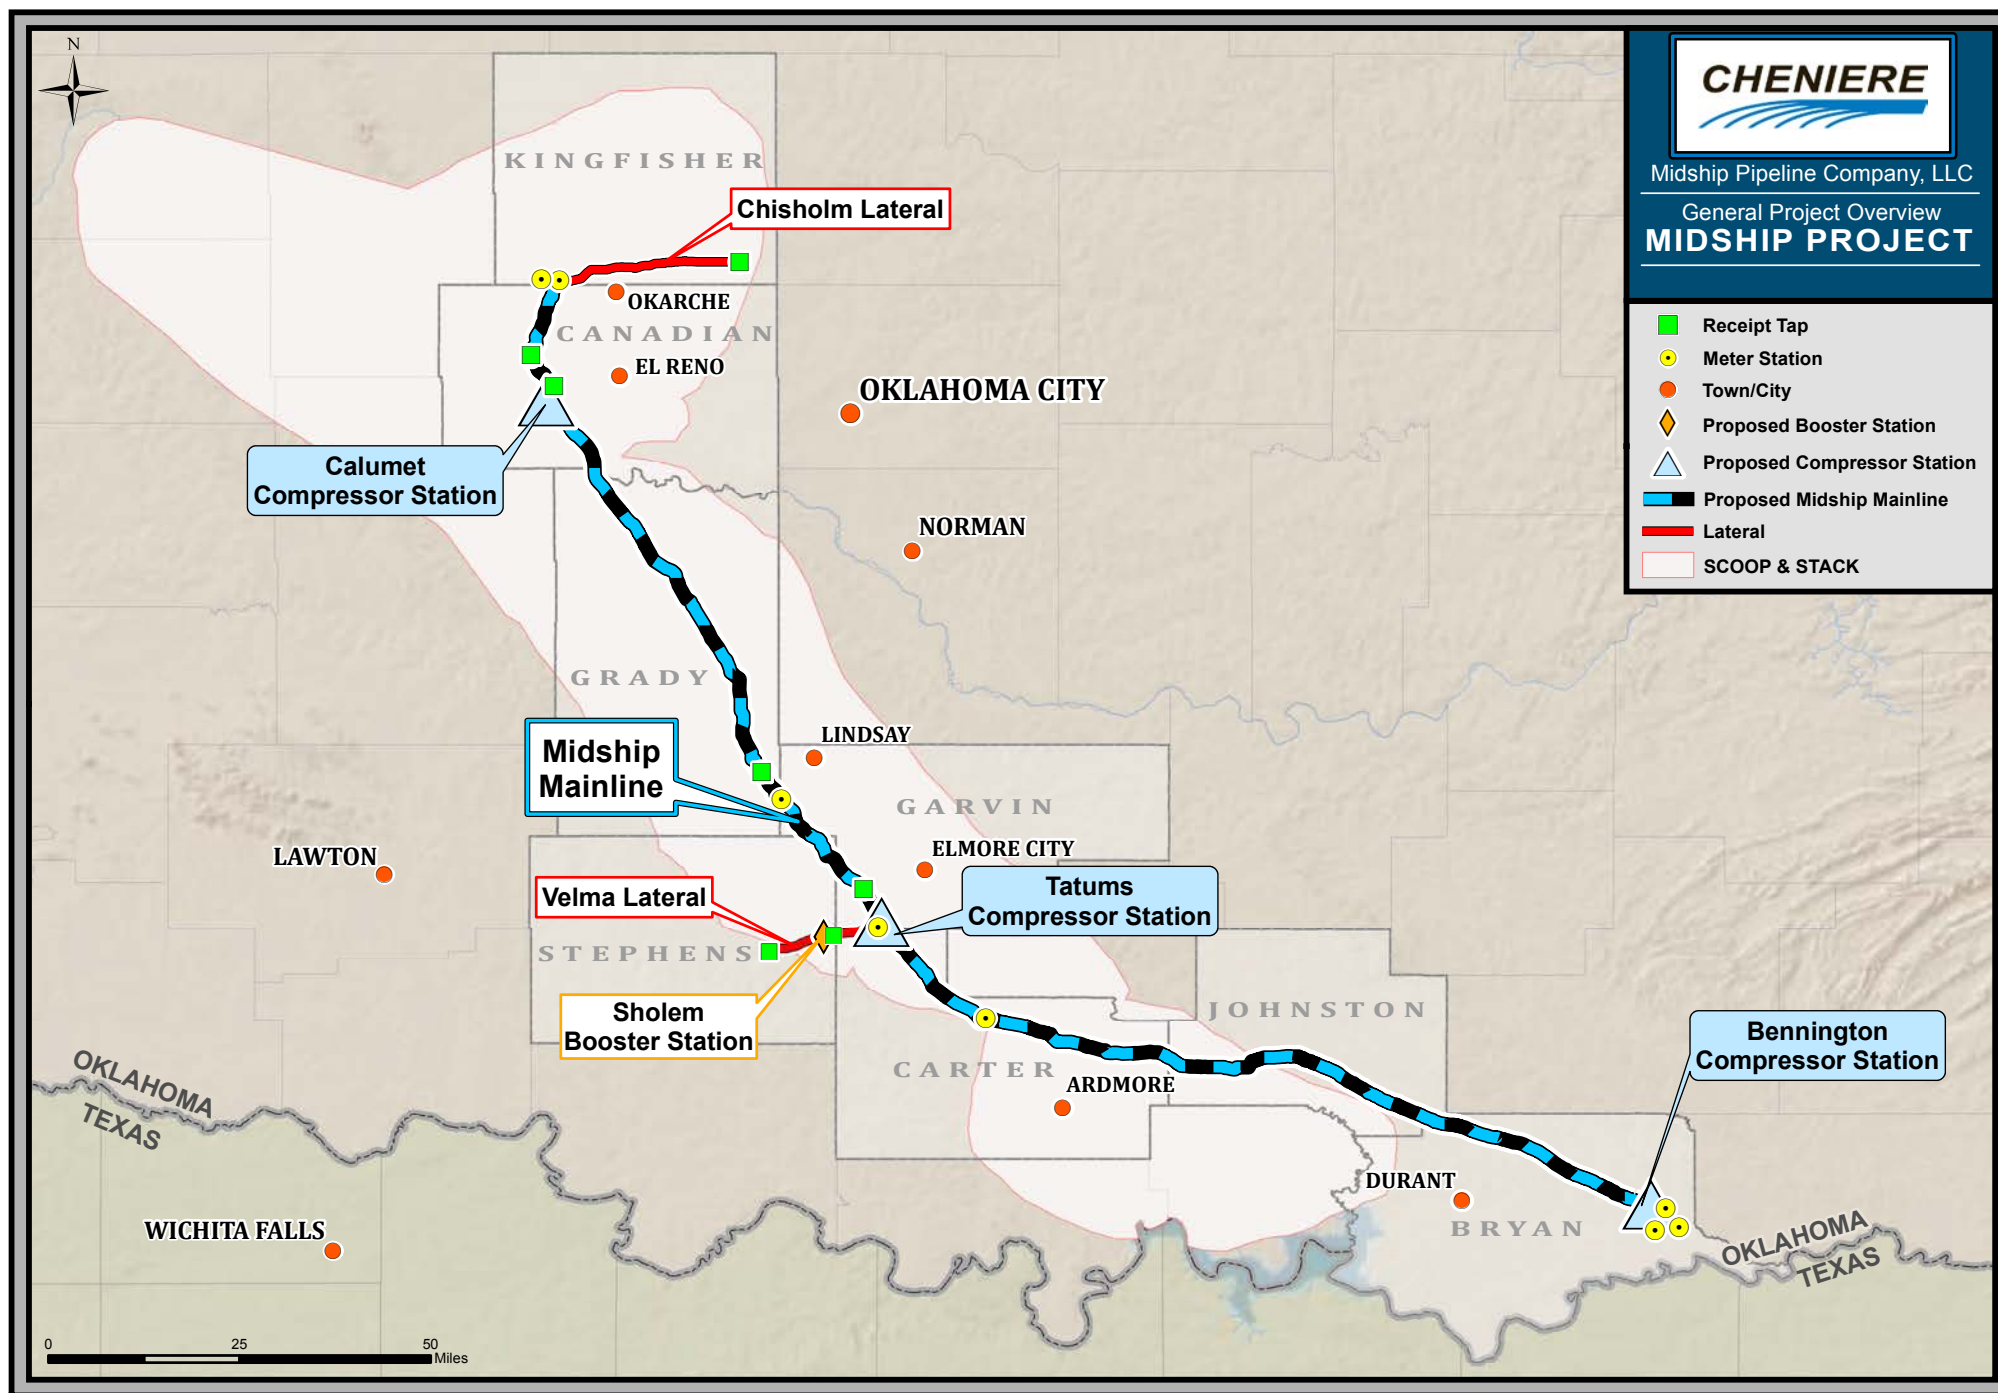 N
CHENIERE
Midship Pipeline Company, LLC
General Project Overview
MIDSHIP PROJECT
Receipt Tap
Meter Station
Town/City
Proposed Booster Station
Proposed Compressor Station
Proposed Midship Mainline
Lateral
SCOOP & STACK
KINGFISHER
Chisholm Lateral
OKARCHE
CANADIAN
EL RENO
OKLAHOMA CITY
Calumet
Compressor Station
NORMAN
GRADY
LINDSAY
Midship
Mainline
GARVIN
LAWTON
ELMORE CITY
Velma Lateral
Tatums
Compressor Station
STEPHENS
Sholem
Booster Station
JOHNSTON
Bennington
Compressor Station
CARTER
ARDMORE
OKLAHOMA
TEXAS
DURANT
BRYAN
WICHITA FALLS
OKLAHOMA
TEXAS
0 25 50
Miles